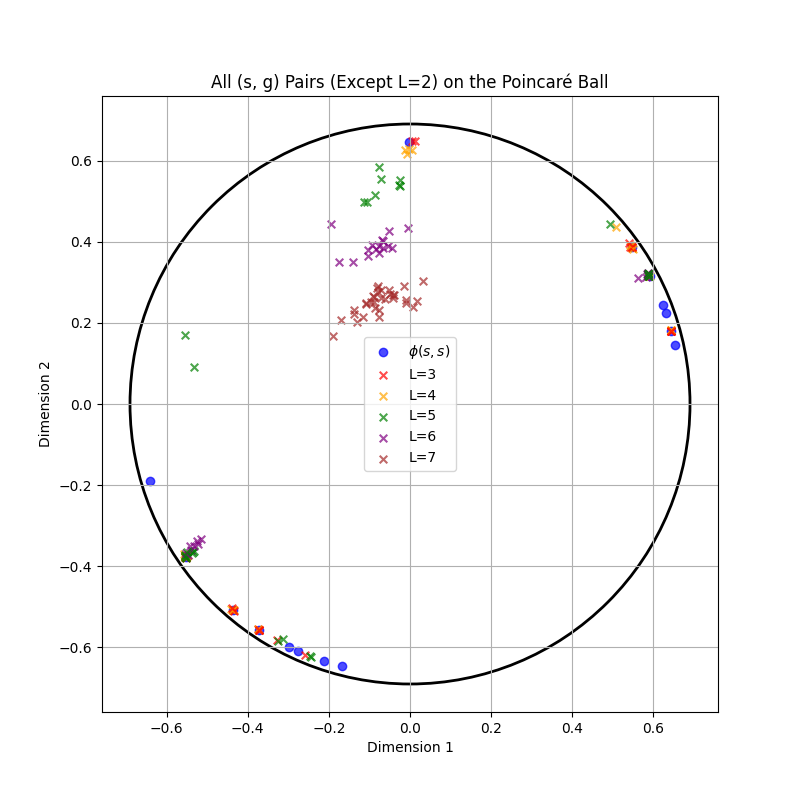 All (s, g) Pairs (Except L=2) on the Poincaré Ball
Dimension 2
0.6
0.4
0.2
0.0
−0.2
−0.4
−0.6
ϕ(s, s)
L=3
L=4
L=5
L=6
L=7
−0.6 −0.4 −0.2 0.0 0.2 0.4 0.6
Dimension 1